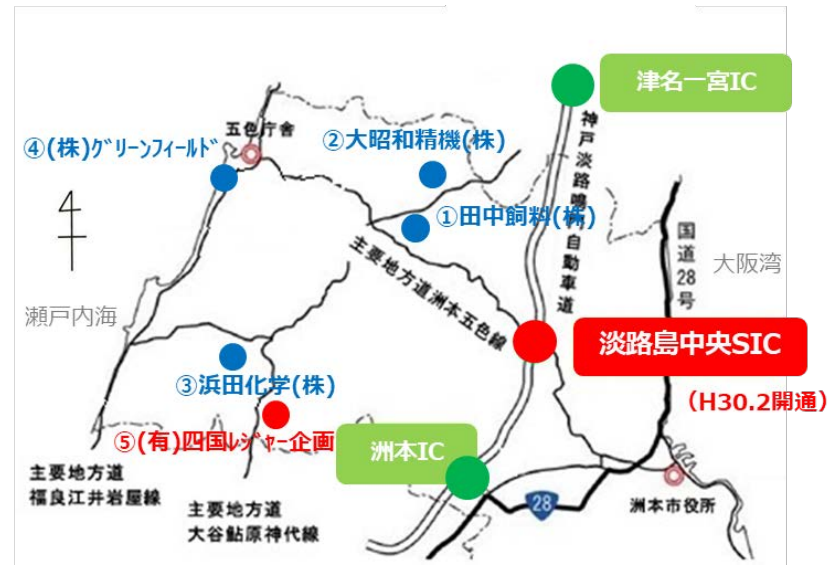 津名一宮IC
五色庁舎
②大昭和精機(株)
④(株)ｸﾞﾘｰﾝﾌｨｰﾙﾄﾞ
神戸淡路鳴門自動車道
①田中飼料(株)
国道28号
大阪湾
主要地方道洲本五色線
瀬戸内海
淡路島中央SIC
③浜田化学(株)
（H30.2開通）
⑤(有)四国ﾚｼﾞｬｰ企画
洲本IC
主要地方道
福良江井岩屋線
28
洲本市役所
主要地方道
大谷鮎原神代線